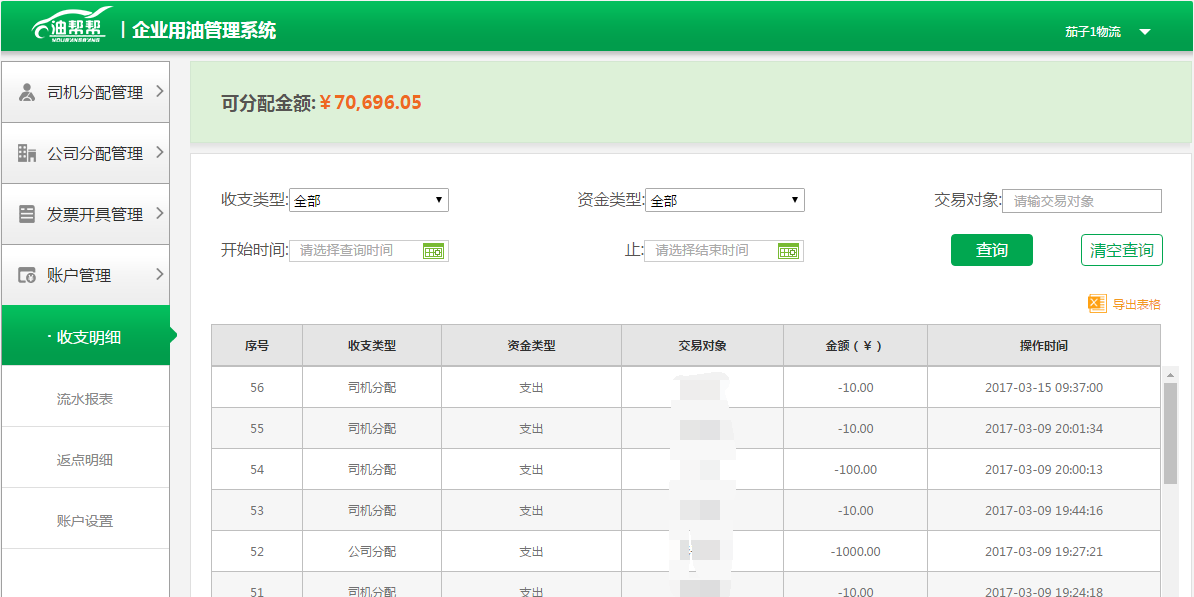 油帮帮 | 企业用油管理系统
YOUBANGBANG
茄子1物流
司机分配管理
公司分配管理
发票开具管理
账户管理
· 收支明细
流水报表
返点明细
账户设置
可分配金额:¥ 70,696.05
收支类型: 全部 资金类型: 全部 交易对象: 请输交易对象
开始时间: 请选择查询时间 止: 请选择结束时间 查询 清空查询
导出表格
序号 收支类型 资金类型 交易对象 金额（¥） 操作时间
56 司机分配 支出 -10.00 2017-03-15 09:37:00
55 司机分配 支出 -10.00 2017-03-09 20:01:34
54 司机分配 支出 -100.00 2017-03-09 20:00:13
53 司机分配 支出 -10.00 2017-03-09 19:44:16
52 公司分配 支出 -1000.00 2017-03-09 19:27:21
51 司机分配 支出 -10.00 2017-03-09 19:24:18